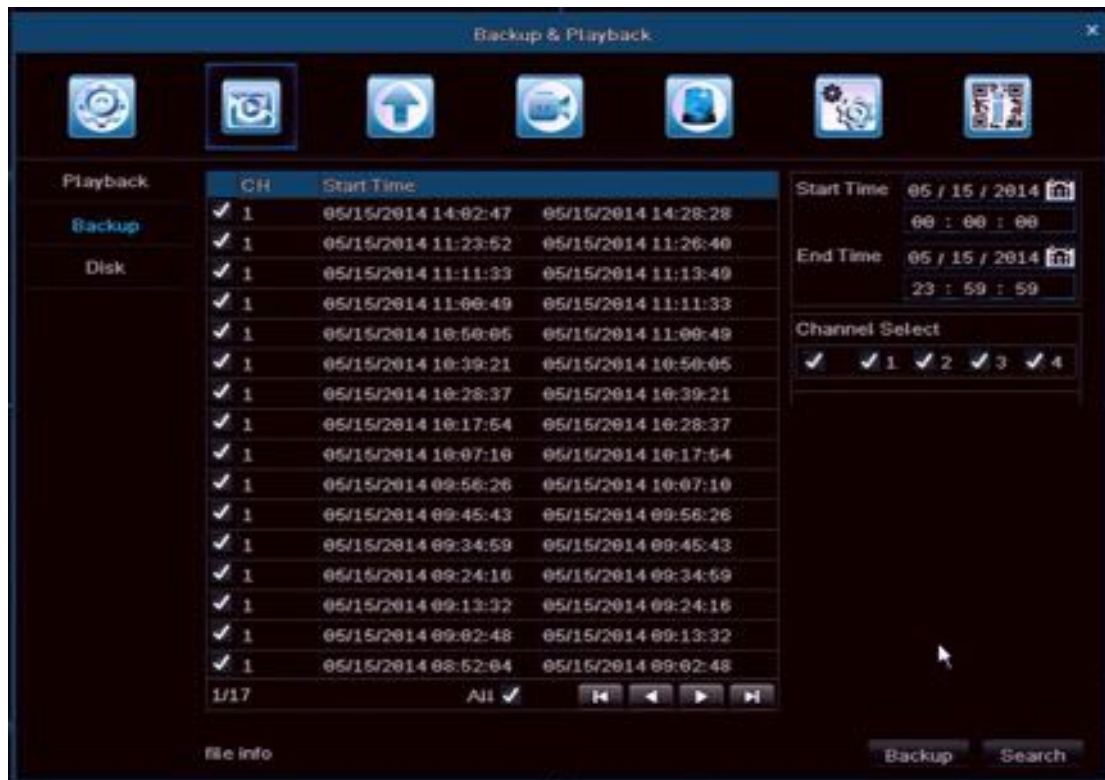 Backup & Playback
Playback
Backup
Disk
CH Start Time
1 05/15/2014 14:02:47 05/15/2014 14:28:28
1 05/15/2014 11:23:52 05/15/2014 11:26:40
1 05/15/2014 11:11:33 05/15/2014 11:13:49
1 05/15/2014 11:00:49 05/15/2014 11:11:33
1 05/15/2014 10:50:05 05/15/2014 11:00:49
1 05/15/2014 10:39:21 05/15/2014 10:50:05
1 05/15/2014 10:28:37 05/15/2014 10:39:21
1 05/15/2014 10:17:54 05/15/2014 10:28:37
1 05/15/2014 10:07:10 05/15/2014 10:17:54
1 05/15/2014 09:56:26 05/15/2014 10:07:10
1 05/15/2014 09:45:43 05/15/2014 09:56:26
1 05/15/2014 09:34:59 05/15/2014 09:45:43
1 05/15/2014 09:24:16 05/15/2014 09:34:59
1 05/15/2014 09:13:32 05/15/2014 09:24:16
1 05/15/2014 09:02:48 05/15/2014 09:13:32
1 05/15/2014 08:52:04 05/15/2014 09:02:48
1/17 All
file info
Start Time 05 / 15 / 2014
00 : 00 : 00
End Time 05 / 15 / 2014
23 : 59 : 59
Channel Select
1 2 3 4
Backup Search